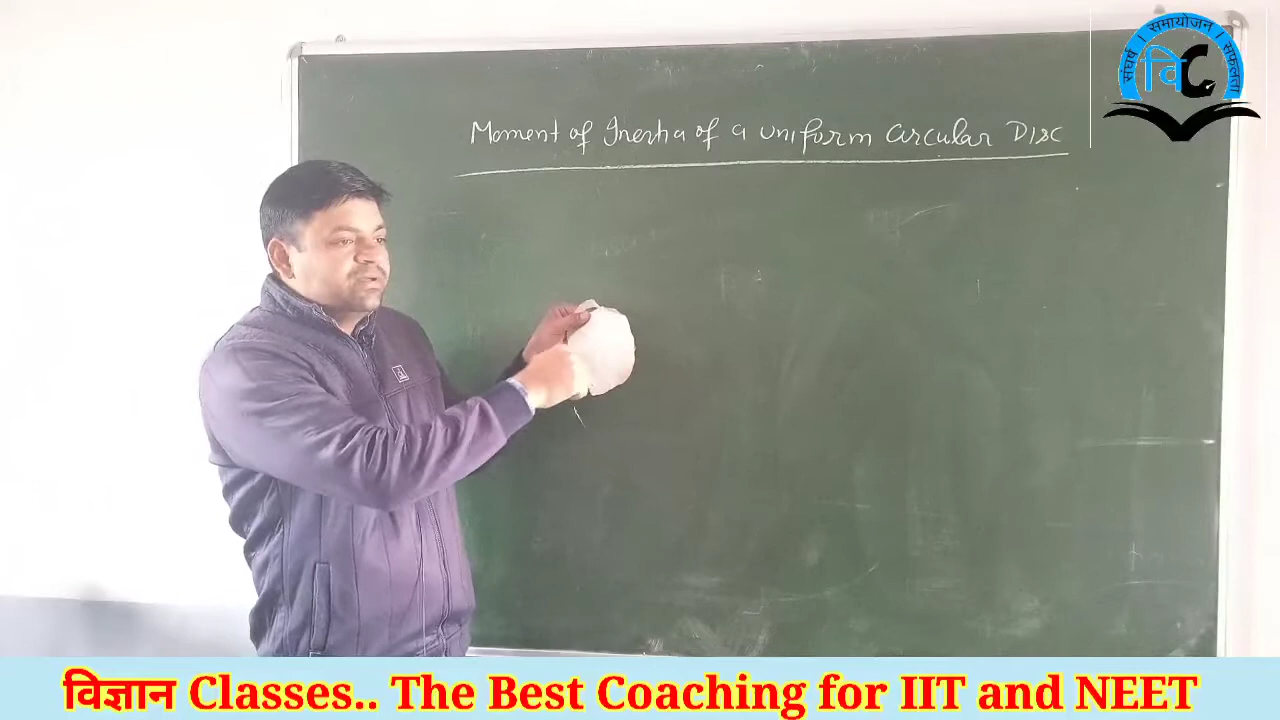 संघर्ष । समायोजन । सफलता
विC
Moment of Inertia of a uniform circular DISC
विज्ञान Classes.. The Best Coaching for IIT and NEET